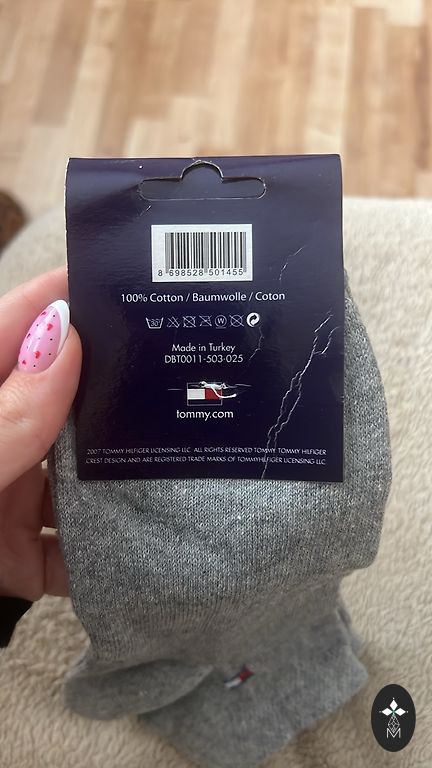 8 698528 501455
100% Cotton / Baumwolle / Coton
Made in Turkey
DBT0011-503-025
tommy.com
2007 TOMMY HILFIGER LICENSING LLC. ALL RIGHTS RESERVED TOMMY, TOMMY HILFIGER
CREST DESIGN AND ARE REGISTERED TRADE MARKS OF TOMMYHILFIGER LICENSING LLC.
M